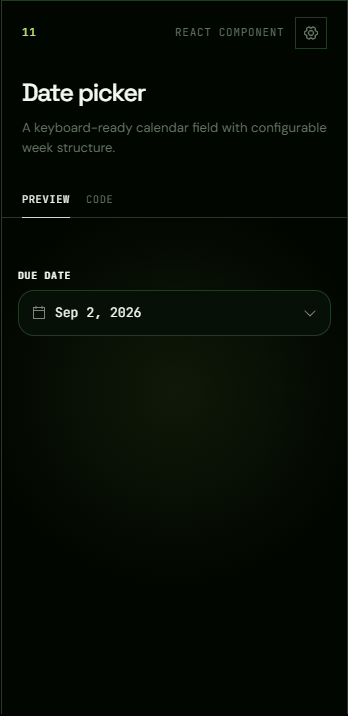 11
REACT COMPONENT
Date picker
A keyboard-ready calendar field with configurable
week structure.
PREVIEW CODE
DUE DATE
Sep 2, 2026